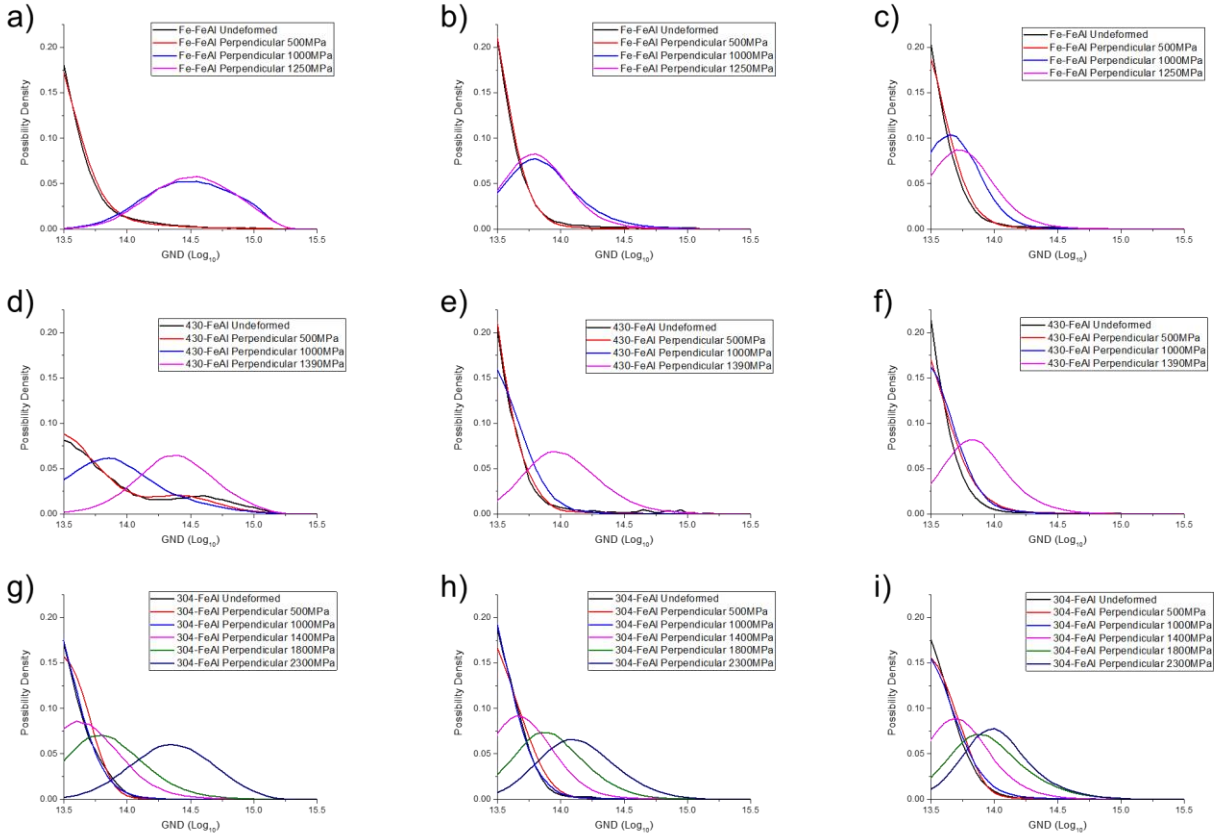 a)
Fe-FeAl Undeformed
Fe-FeAl Perpendicular 500MPa
Fe-FeAl Perpendicular 1000MPa
Fe-FeAl Perpendicular 1250MPa
0.20
0.15
0.10
0.05
0.00
Possibility Density
13.5 14.0 14.5 15.0 15.5
GND (Log10)
b)
Fe-FeAl Undeformed
Fe-FeAl Perpendicular 500MPa
Fe-FeAl Perpendicular 1000MPa
Fe-FeAl Perpendicular 1250MPa
0.20
0.15
0.10
0.05
0.00
Possibility Density
13.5 14.0 14.5 15.0 15.5
GND (Log10)
c)
Fe-FeAl Undeformed
Fe-FeAl Perpendicular 500MPa
Fe-FeAl Perpendicular 1000MPa
Fe-FeAl Perpendicular 1250MPa
0.20
0.15
0.10
0.05
0.00
Possibility Density
13.5 14.0 14.5 15.0 15.5
GND (Log10)
d)
430-FeAl Undeformed
430-FeAl Perpendicular 500MPa
430-FeAl Perpendicular 1000MPa
430-FeAl Perpendicular 1390MPa
0.20
0.15
0.10
0.05
0.00
Possibility Density
13.5 14.0 14.5 15.0 15.5
GND (Log10)
e)
430-FeAl Undeformed
430-FeAl Perpendicular 500MPa
430-FeAl Perpendicular 1000MPa
430-FeAl Perpendicular 1390MPa
0.20
0.15
0.10
0.05
0.00
Possibility Density
13.5 14.0 14.5 15.0 15.5
GND (Log10)
f)
430-FeAl Undeformed
430-FeAl Perpendicular 500MPa
430-FeAl Perpendicular 1000MPa
430-FeAl Perpendicular 1390MPa
0.20
0.15
0.10
0.05
0.00
Possibility Density
13.5 14.0 14.5 15.0 15.5
GND (Log10)
g)
304-FeAl Undeformed
304-FeAl Perpendicular 500MPa
304-FeAl Perpendicular 1000MPa
304-FeAl Perpendicular 1400MPa
304-FeAl Perpendicular 1800MPa
304-FeAl Perpendicular 2300MPa
0.20
0.15
0.10
0.05
0.00
Possibility Density
13.5 14.0 14.5 15.0 15.5
GND (Log10)
h)
304-FeAl Undeformed
304-FeAl Perpendicular 500MPa
304-FeAl Perpendicular 1000MPa
304-FeAl Perpendicular 1400MPa
304-FeAl Perpendicular 1800MPa
304-FeAl Perpendicular 2300MPa
0.20
0.15
0.10
0.05
0.00
Possibility Density
13.5 14.0 14.5 15.0 15.5
GND (Log10)
i)
304-FeAl Undeformed
304-FeAl Perpendicular 500MPa
304-FeAl Perpendicular 1000MPa
304-FeAl Perpendicular 1400MPa
304-FeAl Perpendicular 1800MPa
304-FeAl Perpendicular 2300MPa
0.20
0.15
0.10
0.05
0.00
Possibility Density
13.5 14.0 14.5 15.0 15.5
GND (Log10)